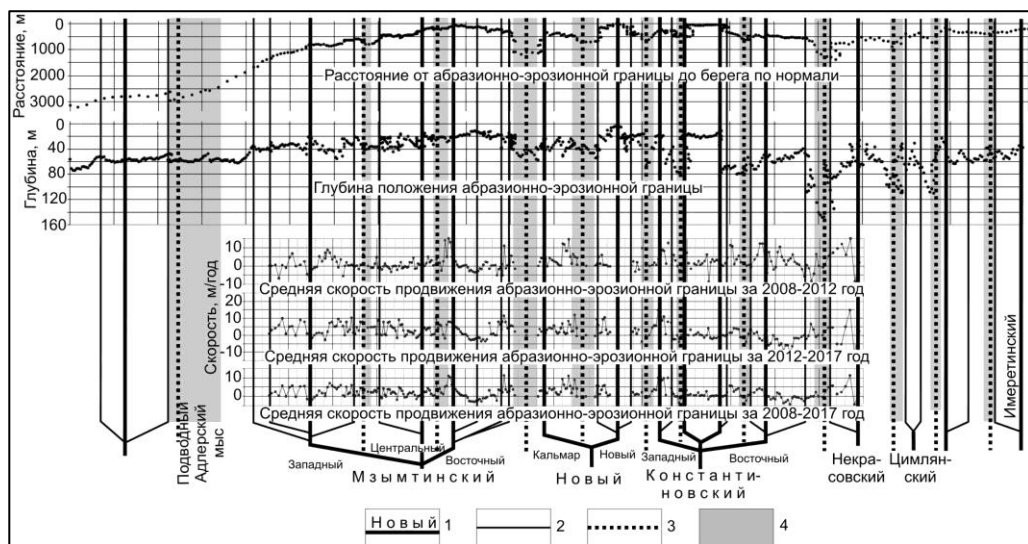 Расстояние, м
0
1000
2000
3000
Расстояние от абразионно-эрозионной границы до берега по нормали
Глубина, м
0
40
80
120
160
Глубина положения абразионно-эрозионной границы
Скорость, м/год
10
0
-10
Средняя скорость продвижения абразионно-эрозионной границы за 2008-2012 год
20
10
0
-10
Средняя скорость продвижения абразионно-эрозионной границы за 2012-2017 год
10
0
Средняя скорость продвижения абразионно-эрозионной границы за 2008-2017 год
Подводный
Адлерский
мыс
Западный
Центральный
Восточный
Мзымтинский
Кальмар
Новый
Новый
Западный
Восточный
Константи-
новский
Некра-
совский
Цимлян-
ский
Имеретинский
Новый 1
2
3
4